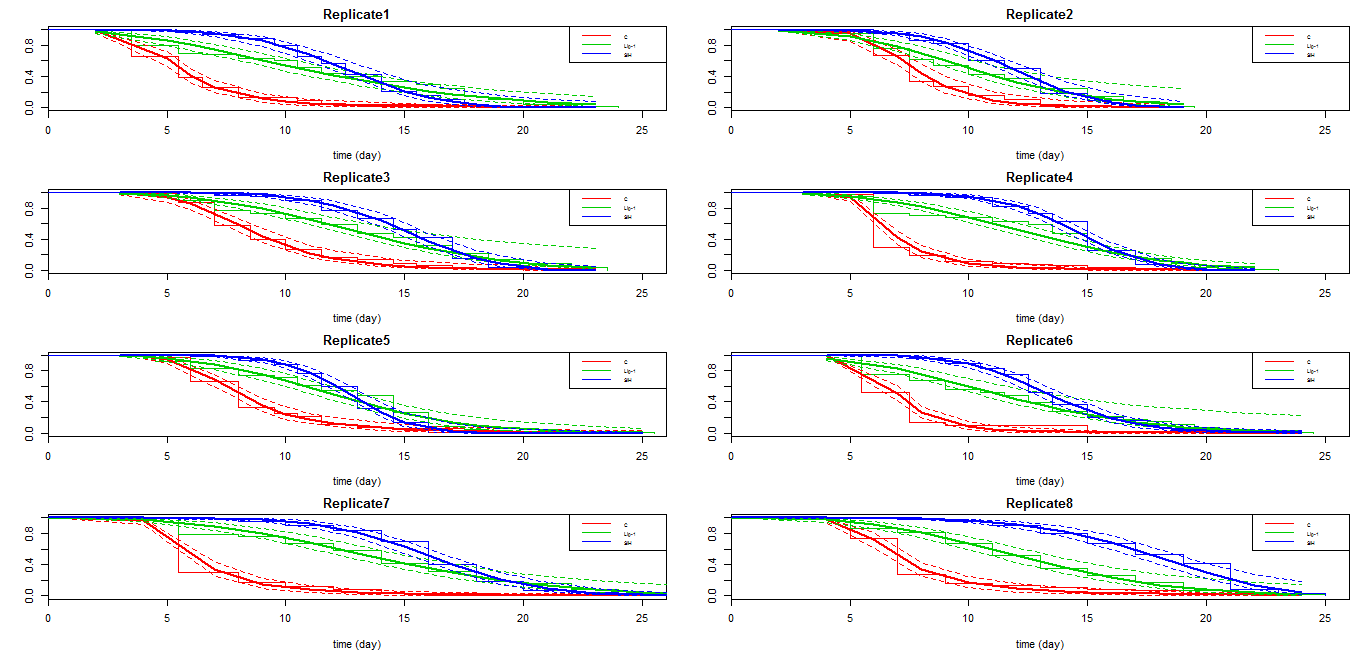 Replicate1
0.0 0.4 0.8
c
0 5 10 15 20 25
time (day)
Replicate2
0.0 0.4 0.8
c
0 5 10 15 20 25
time (day)
Replicate3
0.0 0.4 0.8
c
0 5 10 15 20 25
time (day)
Replicate4
0.0 0.4 0.8
c
0 5 10 15 20 25
time (day)
Replicate5
0.0 0.4 0.8
c
0 5 10 15 20 25
time (day)
Replicate6
0.0 0.4 0.8
c
0 5 10 15 20 25
time (day)
Replicate7
0.0 0.4 0.8
c
0 5 10 15 20 25
time (day)
Replicate8
0.0 0.4 0.8
c
0 5 10 15 20 25
time (day)